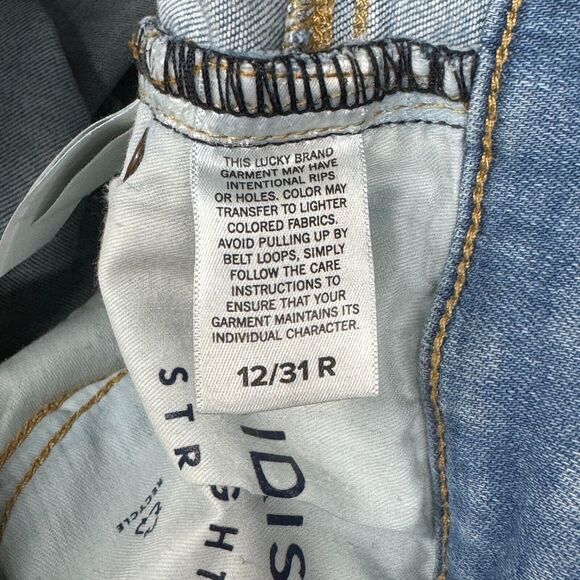 THIS LUCKY BRAND
GARMENT MAY HAVE
INTENTIONAL RIPS
OR HOLES. COLOR MAY
TRANSFER TO LIGHTER
COLORED FABRICS.
AVOID PULLING UP BY
BELT LOOPS, SIMPLY
FOLLOW THE CARE
INSTRUCTIONS TO
ENSURE THAT YOUR
GARMENT MAINTAINS ITS
INDIVIDUAL CHARACTER.
12/31 R
RECYCLE